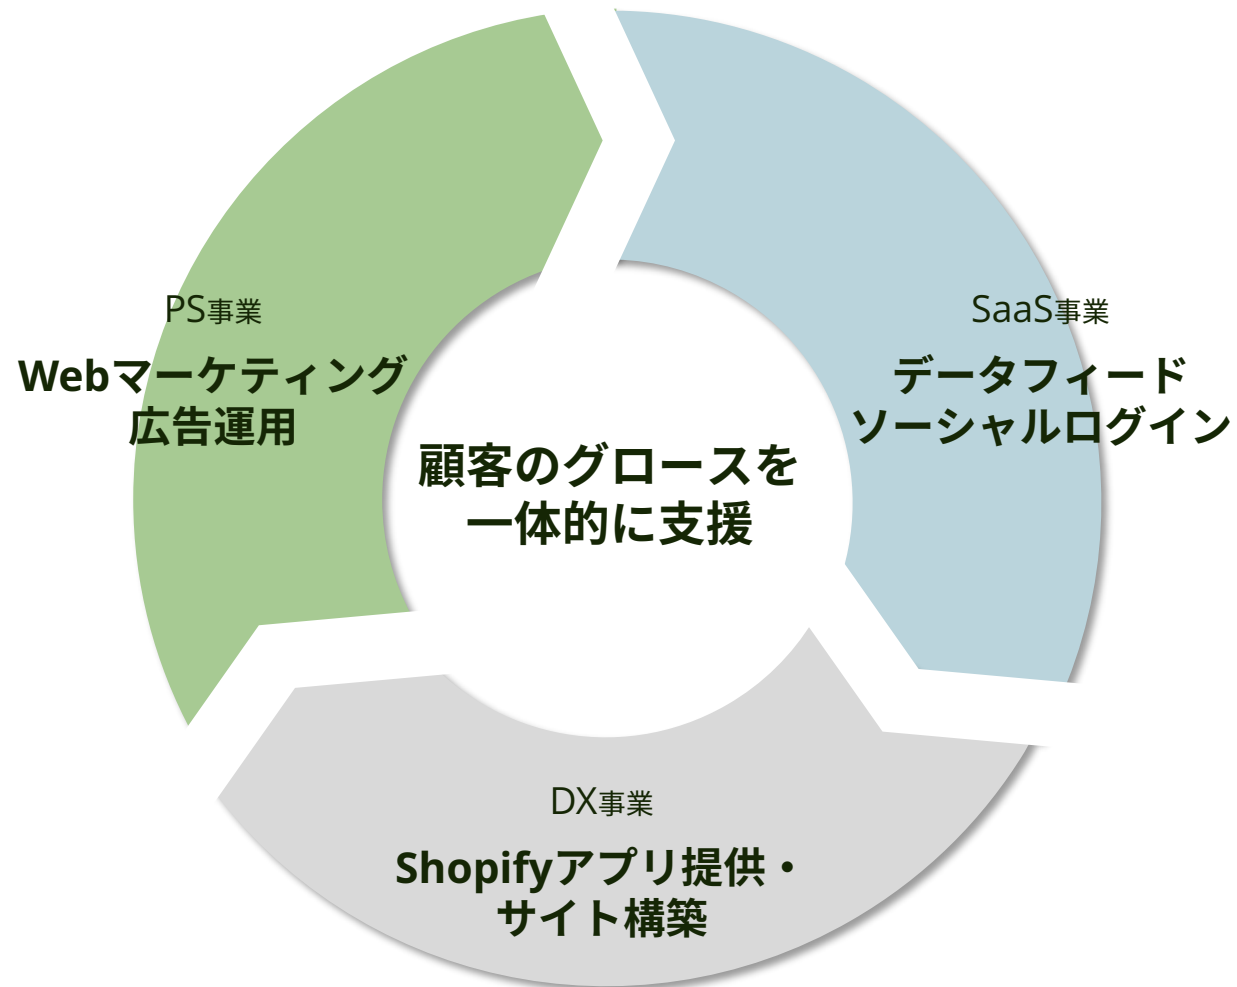 PS事業
Webマーケティング
広告運用
SaaS事業
データフィード
ソーシャルログイン
顧客のグロースを
一体的に支援
DX事業
Shopifyアプリ提供・
サイト構築